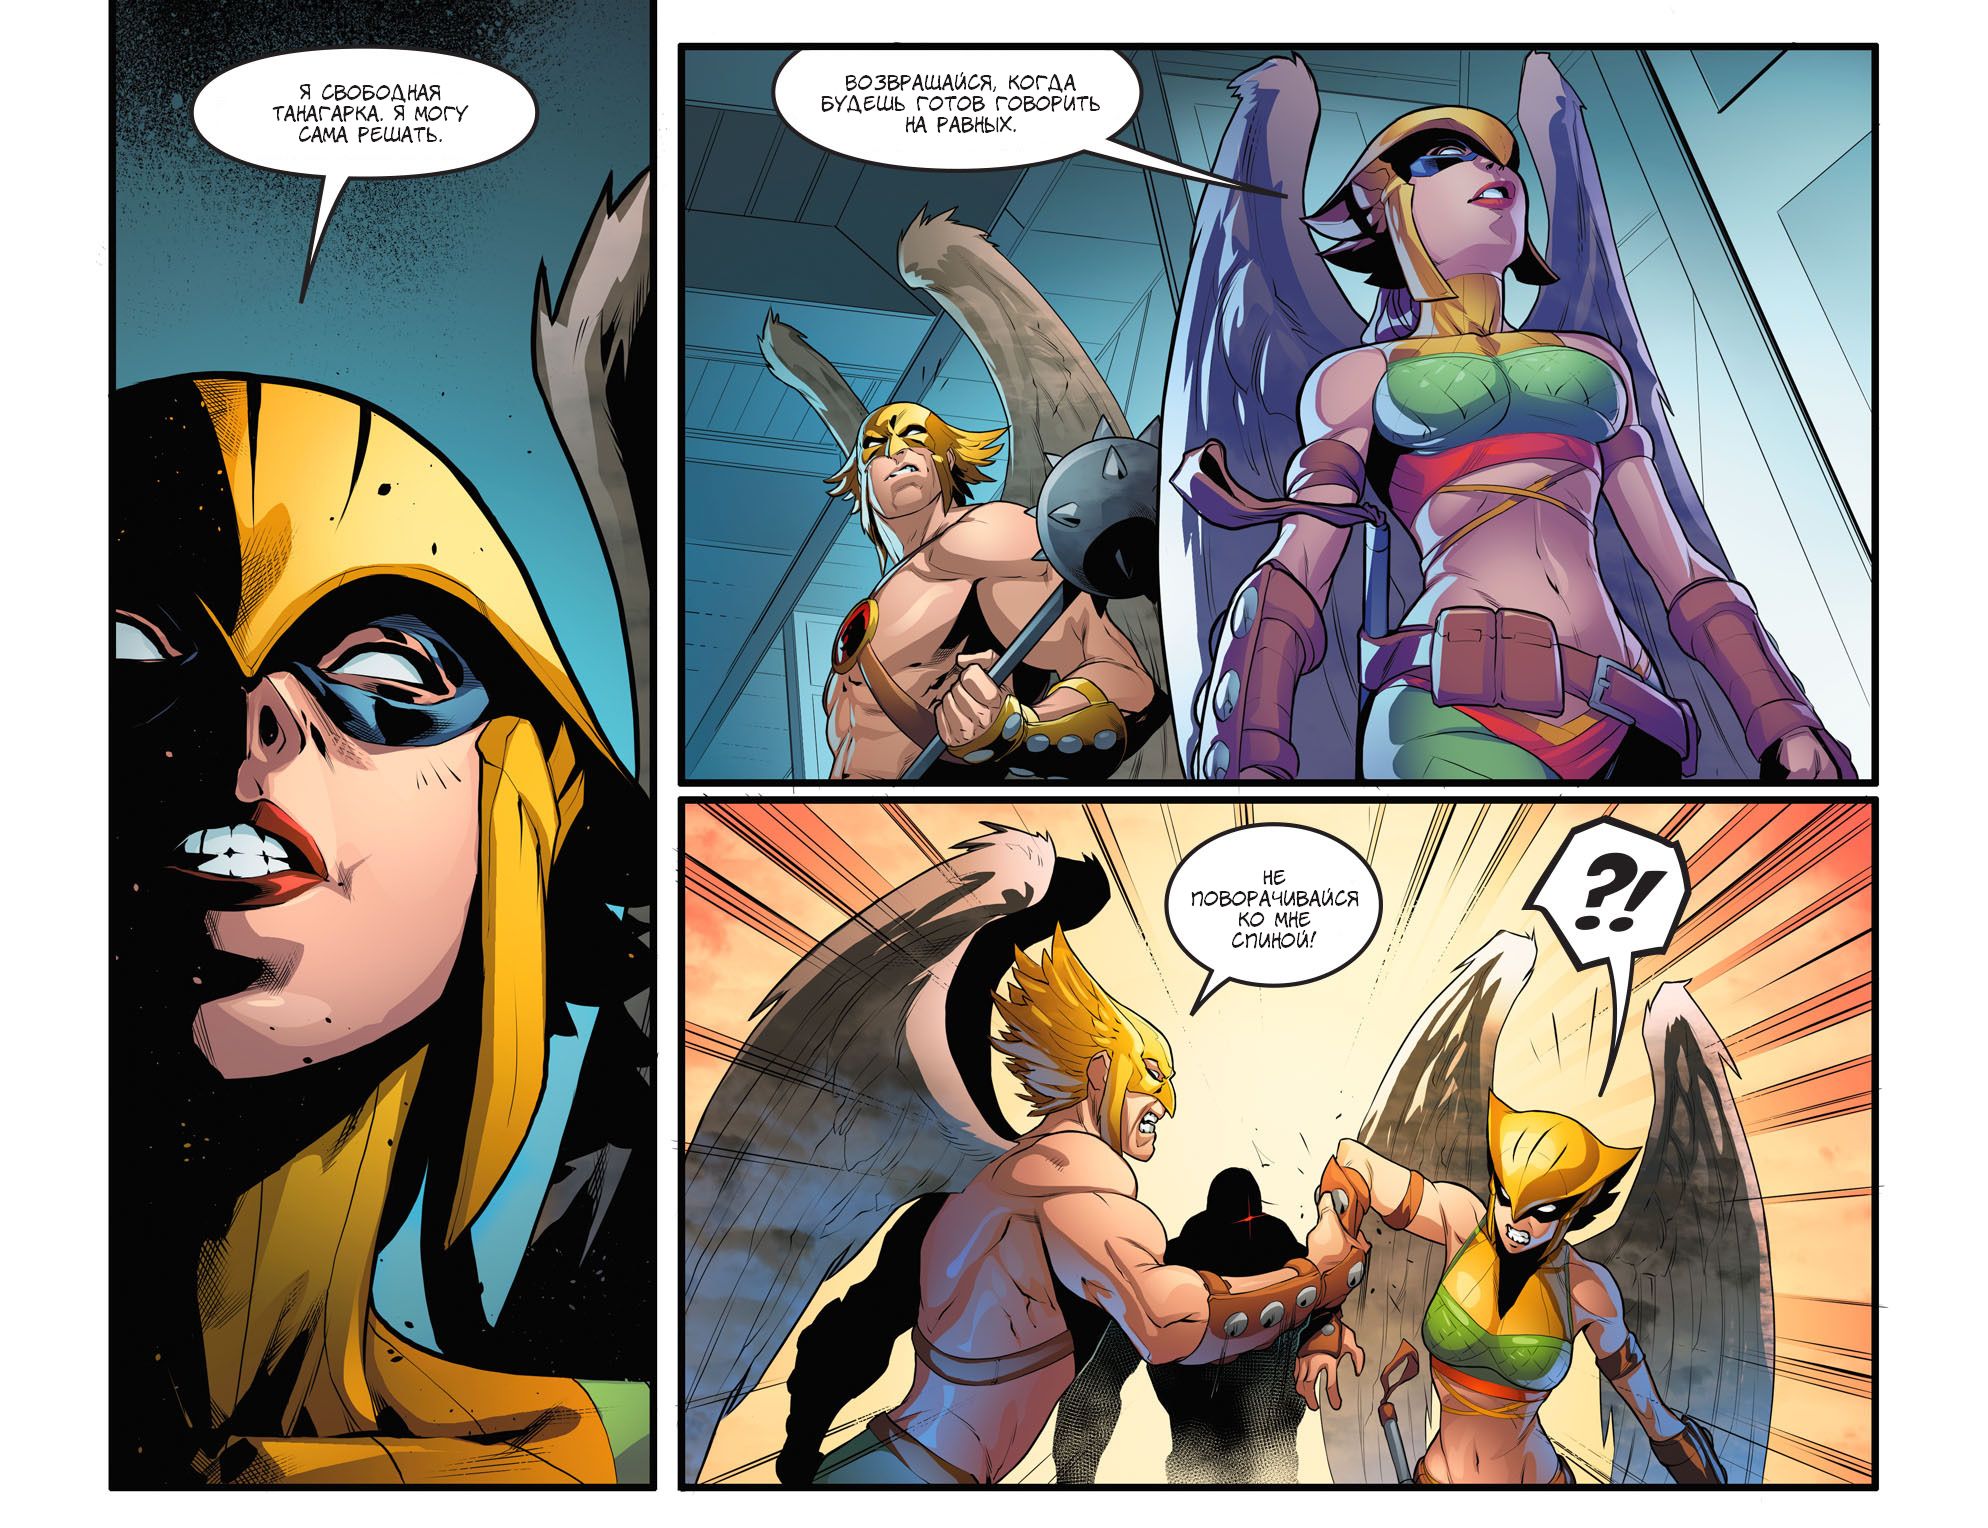 Я СВОБОДНАЯ
ТАНАГАРКА. Я МОГУ
САМА РЕШАТЬ.
ВОЗВРАЩАЙСЯ, КОГДА
БУДЕШЬ ГОТОВ ГОВОРИТЬ
НА РАВНЫХ.
НЕ
ПОВОРАЧИВАЙСЯ
КО МНЕ
СПИНОЙ!
?!